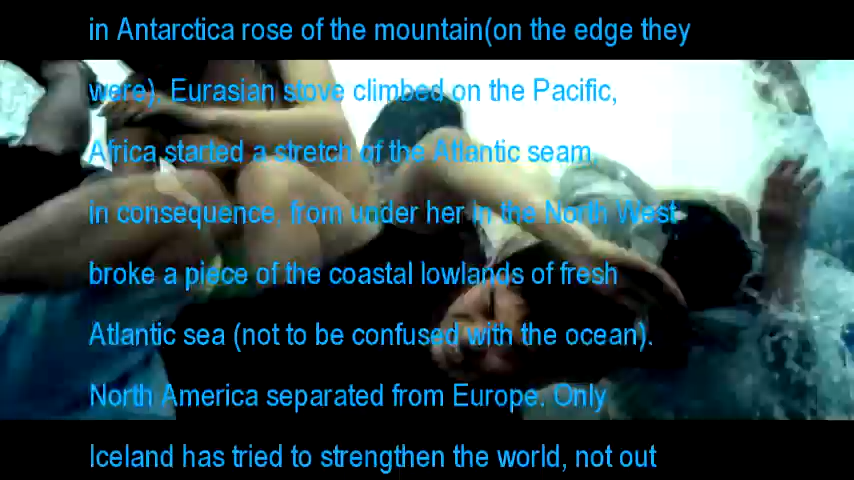 in Antarctica rose of the mountain(on the edge they
were). Eurasian stove climbed on the Pacific,
Africa started a stretch of the Atlantic seam
in consequence, from under her in the North West
broke a piece of the coastal lowlands of fresh
Atlantic sea (not to be confused with the ocean).
North America separated from Europe. Only
Iceland has tried to strengthen the world, not out